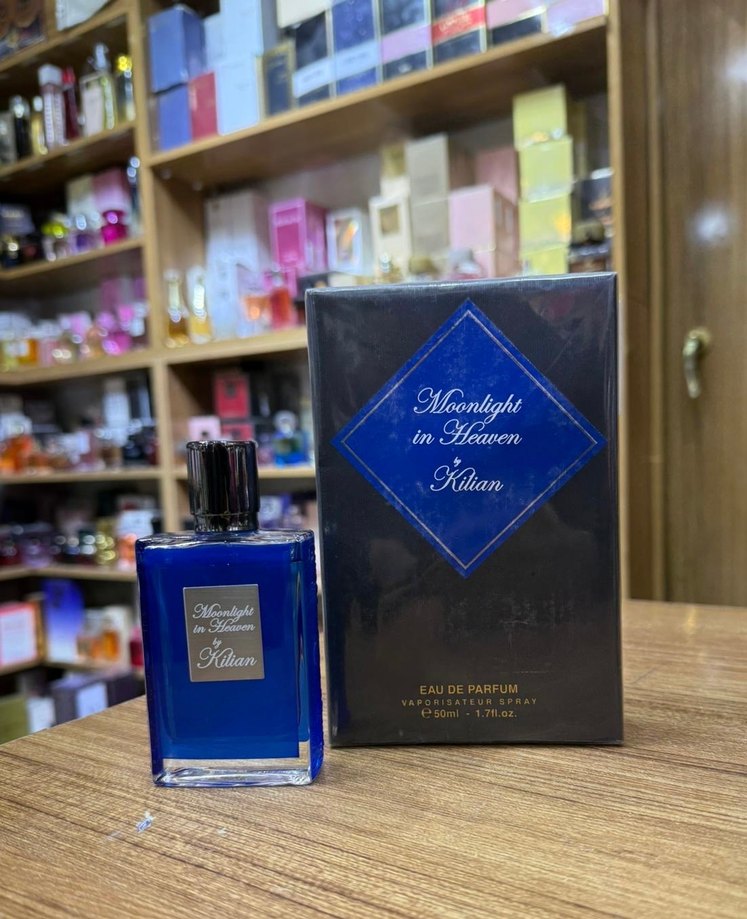 Moonlight
in Heaven
by
Kilian
EAU DE PARFUM
VAPORISATEUR SPRAY
℮ 50ml - 1.7fl.oz.
Moonlight
in Heaven
by
Kilian